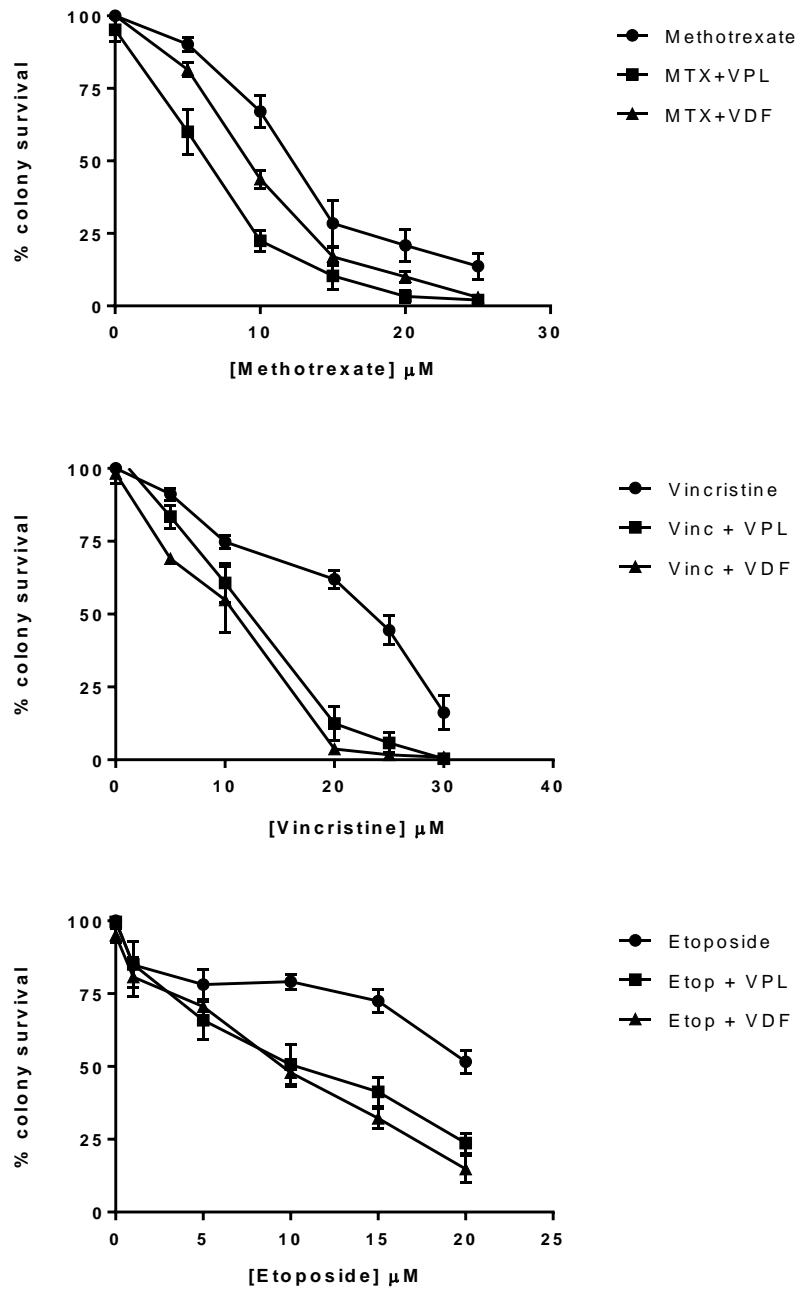 % colony survival
100
75
50
25
0
0 10 20 30
[Methotrexate] μM
Methotrexate
MTX+VPL
MTX+VDF
% colony survival
100
75
50
25
0
0 10 20 30 40
[Vincristine] μM
Vincristine
Vinc + VPL
Vinc + VDF
% colony survival
100
75
50
25
0
0 5 10 15 20 25
[Etoposide] μM
Etoposide
Etop + VPL
Etop + VDF